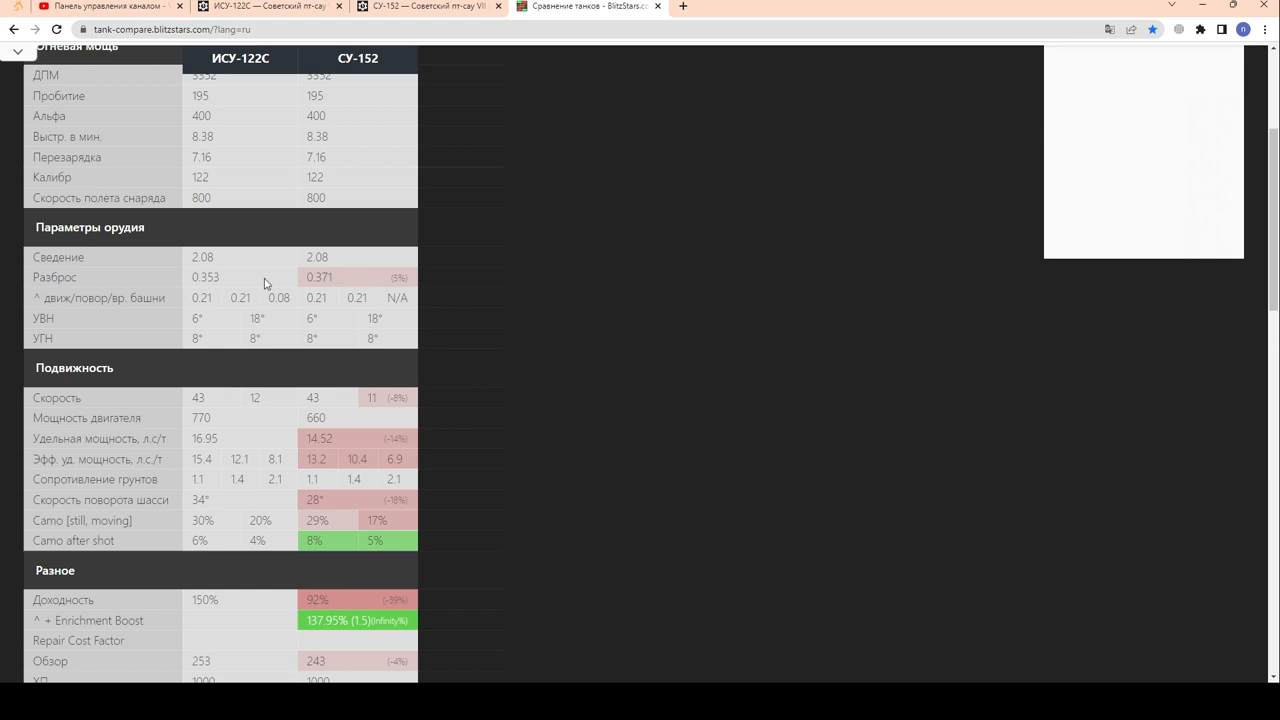 Панель управления каналом -
ИСУ-122С — Советский пт-сау V
СУ-152 — Советский пт-сау VII
Сравнение танков - BlitzStars.co
tank-compare.blitzstars.com/?lang=ru
n
Огневая мощь
ИСУ-122С СУ-152
ДПМ 3352 3352
Пробитие 195 195
Альфа 400 400
Выстр. в мин. 8.38 8.38
Перезарядка 7.16 7.16
Калибр 122 122
Скорость полета снаряда 800 800
Параметры орудия
Сведение 2.08 2.08
Разброс 0.353 0.371 (5%)
^ движ/повор/вр. башни 0.21 0.21 0.08 0.21 0.21 N/A
УВН 6° 18° 6° 18°
УГН 8° 8° 8° 8°
Подвижность
Скорость 43 12 43 11 (-8%)
Мощность двигателя 770 660
Удельная мощность, л.с/т 16.95 14.52 (-14%)
Эфф. уд. мощность, л.с./т 15.4 12.1 8.1 13.2 10.4 6.9
Сопротивление грунтов 1.1 1.4 2.1 1.1 1.4 2.1
Скорость поворота шасси 34° 28° (-18%)
Camo [still, moving] 30% 20% 29% 17%
Camo after shot 6% 4% 8% 5%
Разное
Доходность 150% 92% (-39%)
^ + Enrichment Boost 137.95% (1.5)(Infinity%)
Repair Cost Factor
Обзор 253 243 (-4%)
ХП 1000 1000